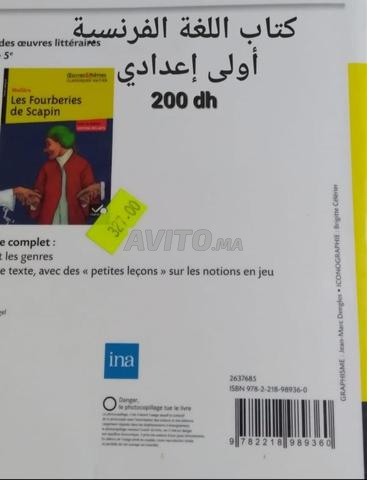 كتاب اللغة الفرنسية
أولى إعدادي
200 dh
des œuvres littéraires
5e
Œuvres & thèmes
Molière
Les Fourberies
de Scapin
327.00
AVITO.MA
e complet :
t les genres
e texte, avec des « petites leçons » sur les notions en jeu
gel
ina
Danger,
le photocopillage tue le livre
2637685
ISBN 978-2-218-98936-0
9 782218 989360
GRAPHISME : Jean-Marc Denglos • ICONOGRAPHIE : Brigitte Célérier